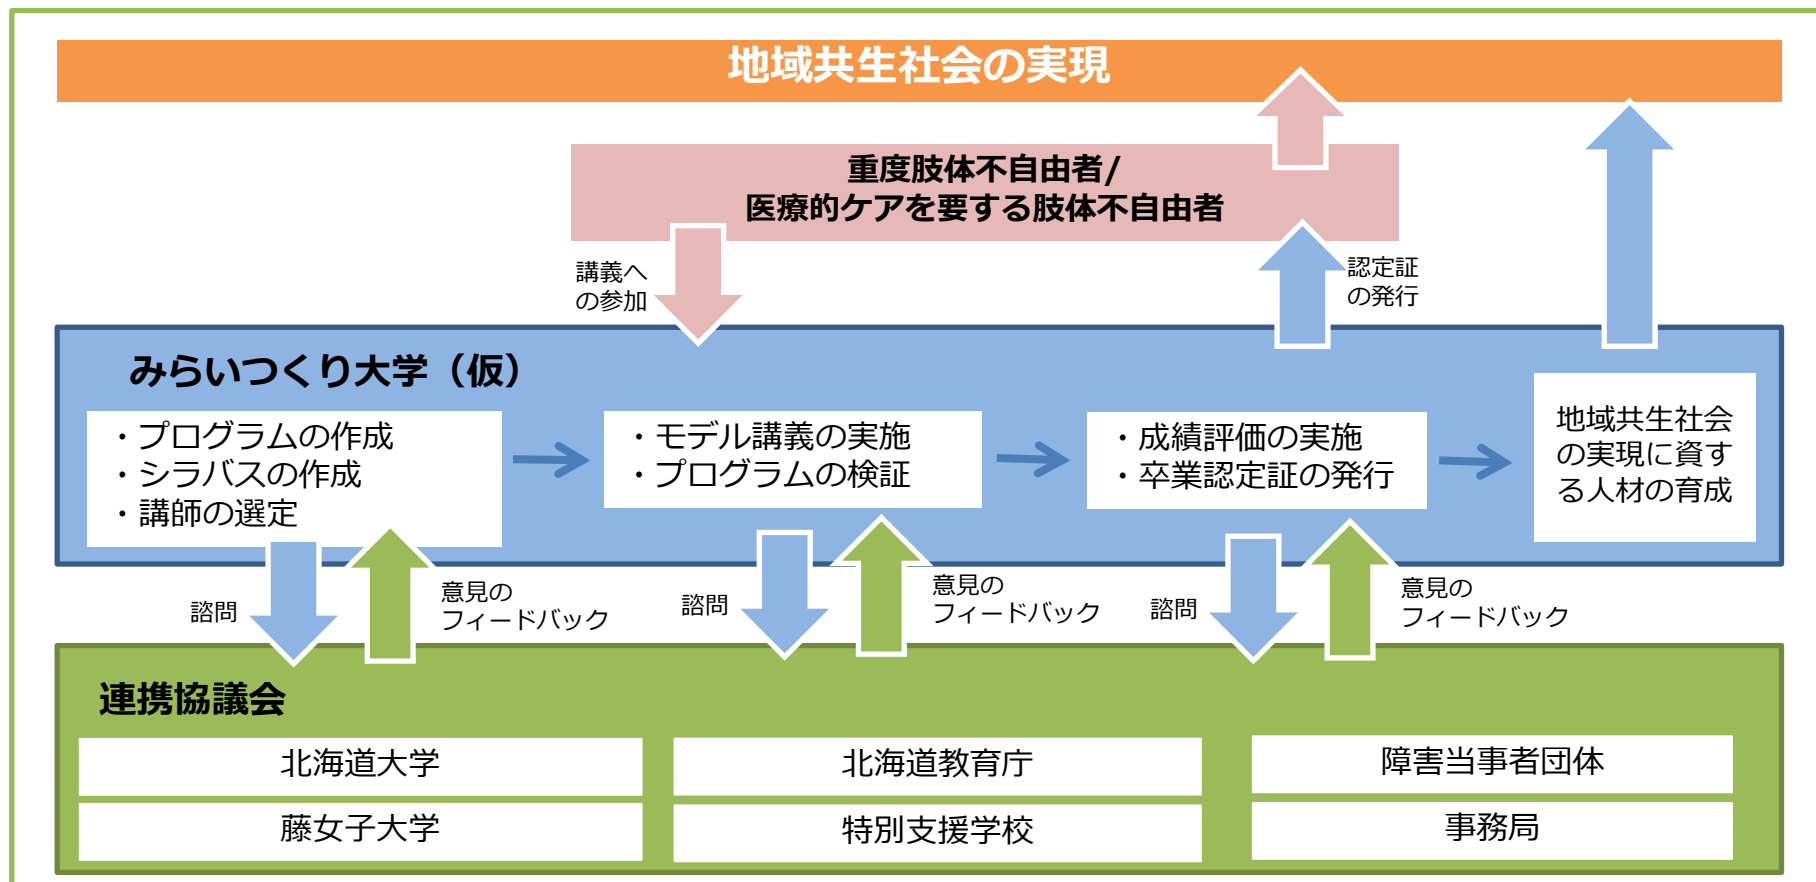 地域共生社会の実現
重度肢体不自由者/
医療的ケアを要する肢体不自由者
講義へ
の参加
認定証
の発行
みらいつくり大学（仮）
・プログラムの作成
・シラバスの作成
・講師の選定
・モデル講義の実施
・プログラムの検証
・成績評価の実施
・卒業認定証の発行
地域共生社会
の実現に資す
る人材の育成
諮問
意見の
フィードバック
諮問
意見の
フィードバック
諮問
意見の
フィードバック
連携協議会
北海道大学
北海道教育庁
障害当事者団体
藤女子大学
特別支援学校
事務局